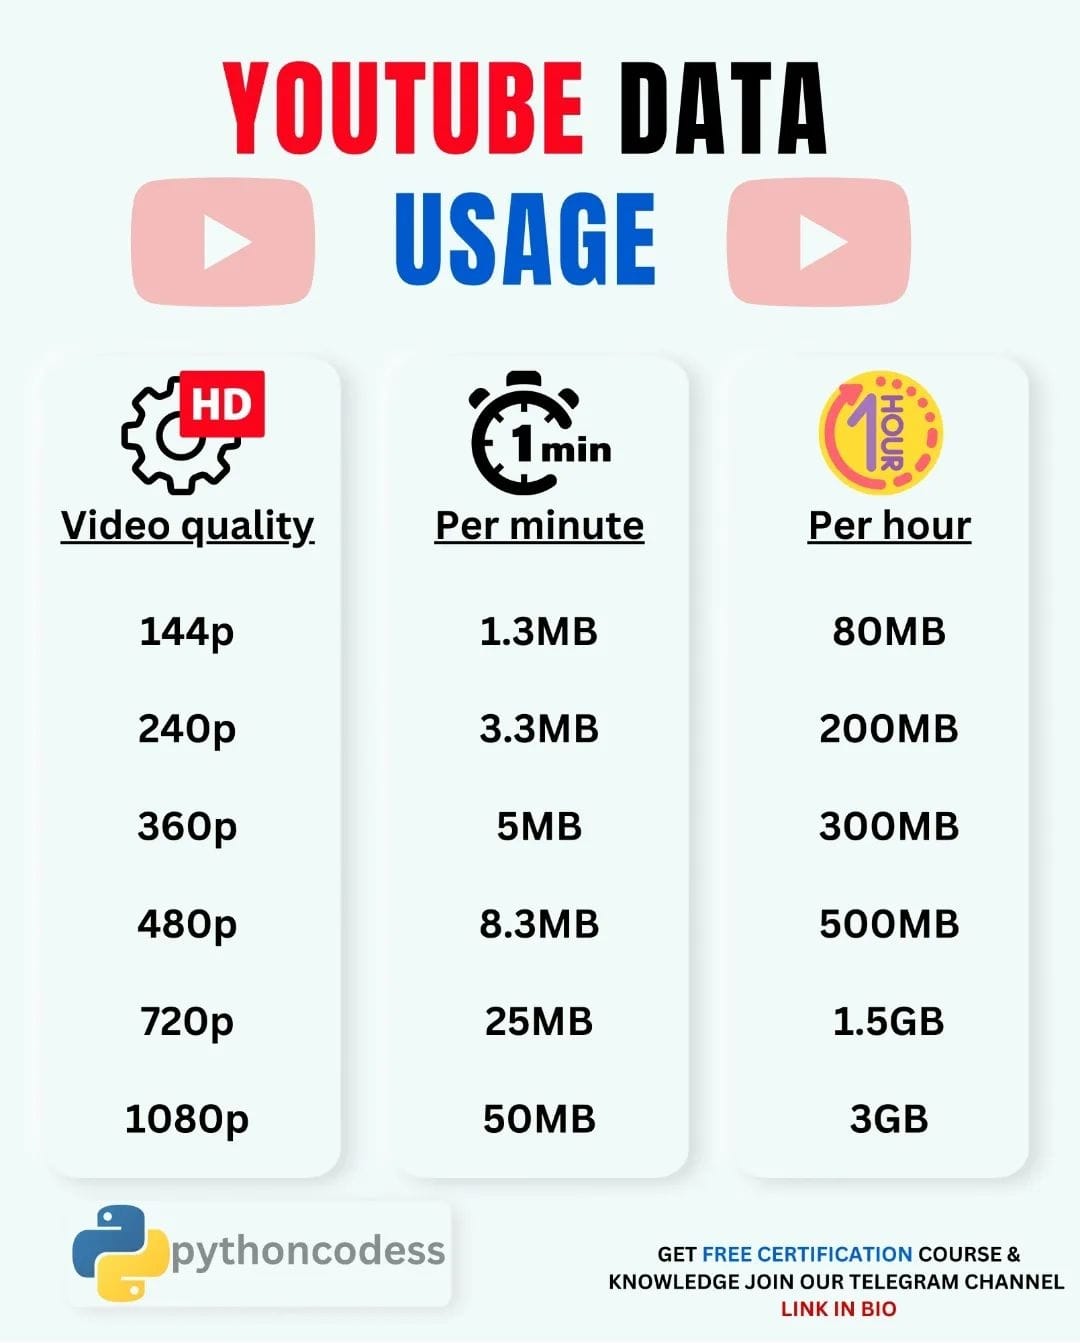 YOUTUBE DATA
USAGE
HD
1 min
1 HOUR
Video quality Per minute Per hour
144p 1.3MB 80MB
240p 3.3MB 200MB
360p 5MB 300MB
480p 8.3MB 500MB
720p 25MB 1.5GB
1080p 50MB 3GB
pythoncodess
GET FREE CERTIFICATION COURSE &
KNOWLEDGE JOIN OUR TELEGRAM CHANNEL
LINK IN BIO